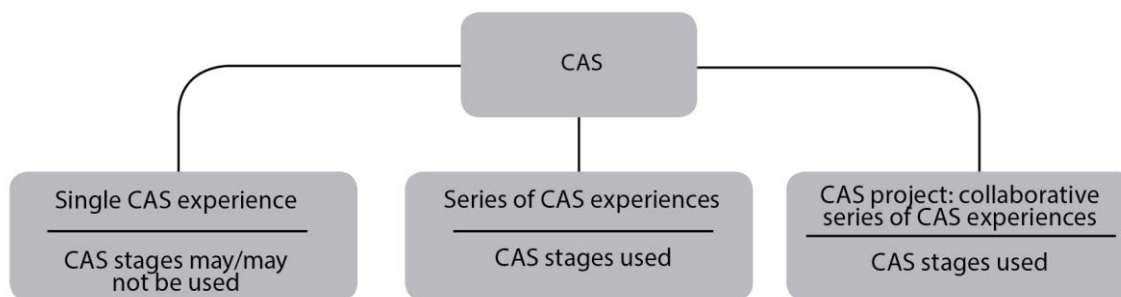 CAS
Single CAS experience
CAS stages may/may
not be used
Series of CAS experiences
CAS stages used
CAS project: collaborative
series of CAS experiences
CAS stages used